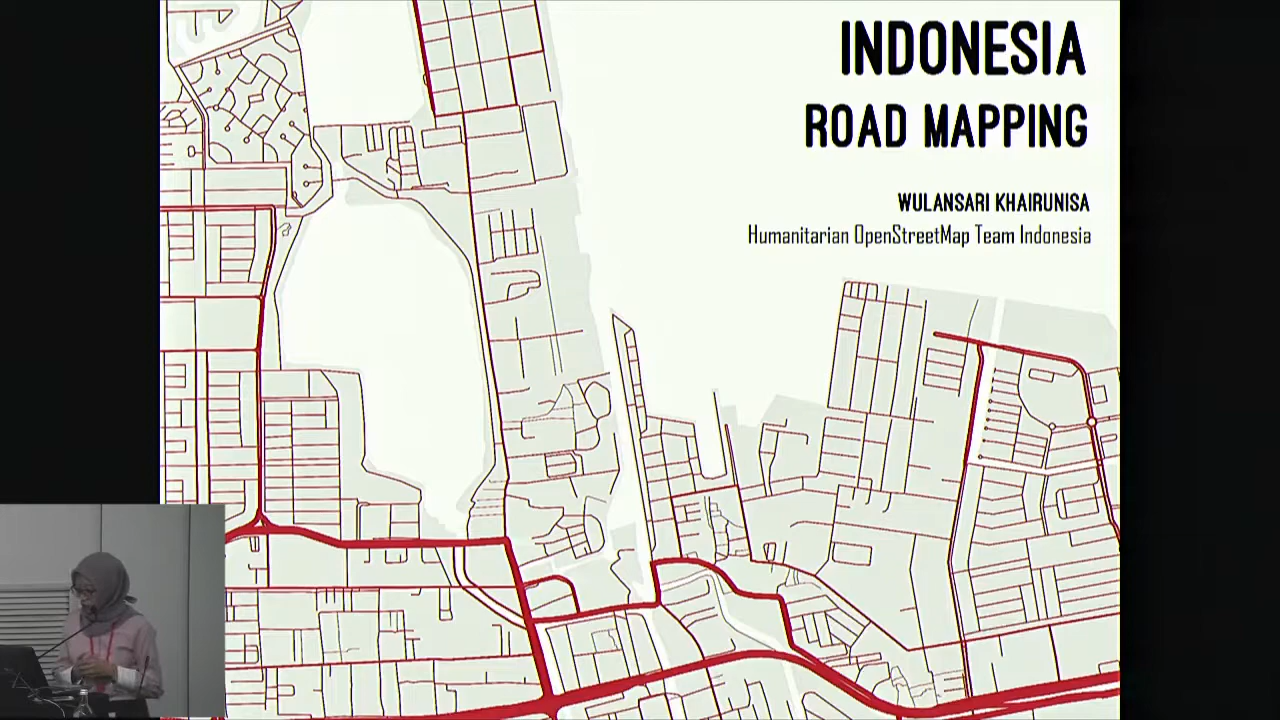 INDONESIA
ROAD MAPPING
WULANSARI KHAIRUNISA
Humanitarian OpenStreetMap Team Indonesia